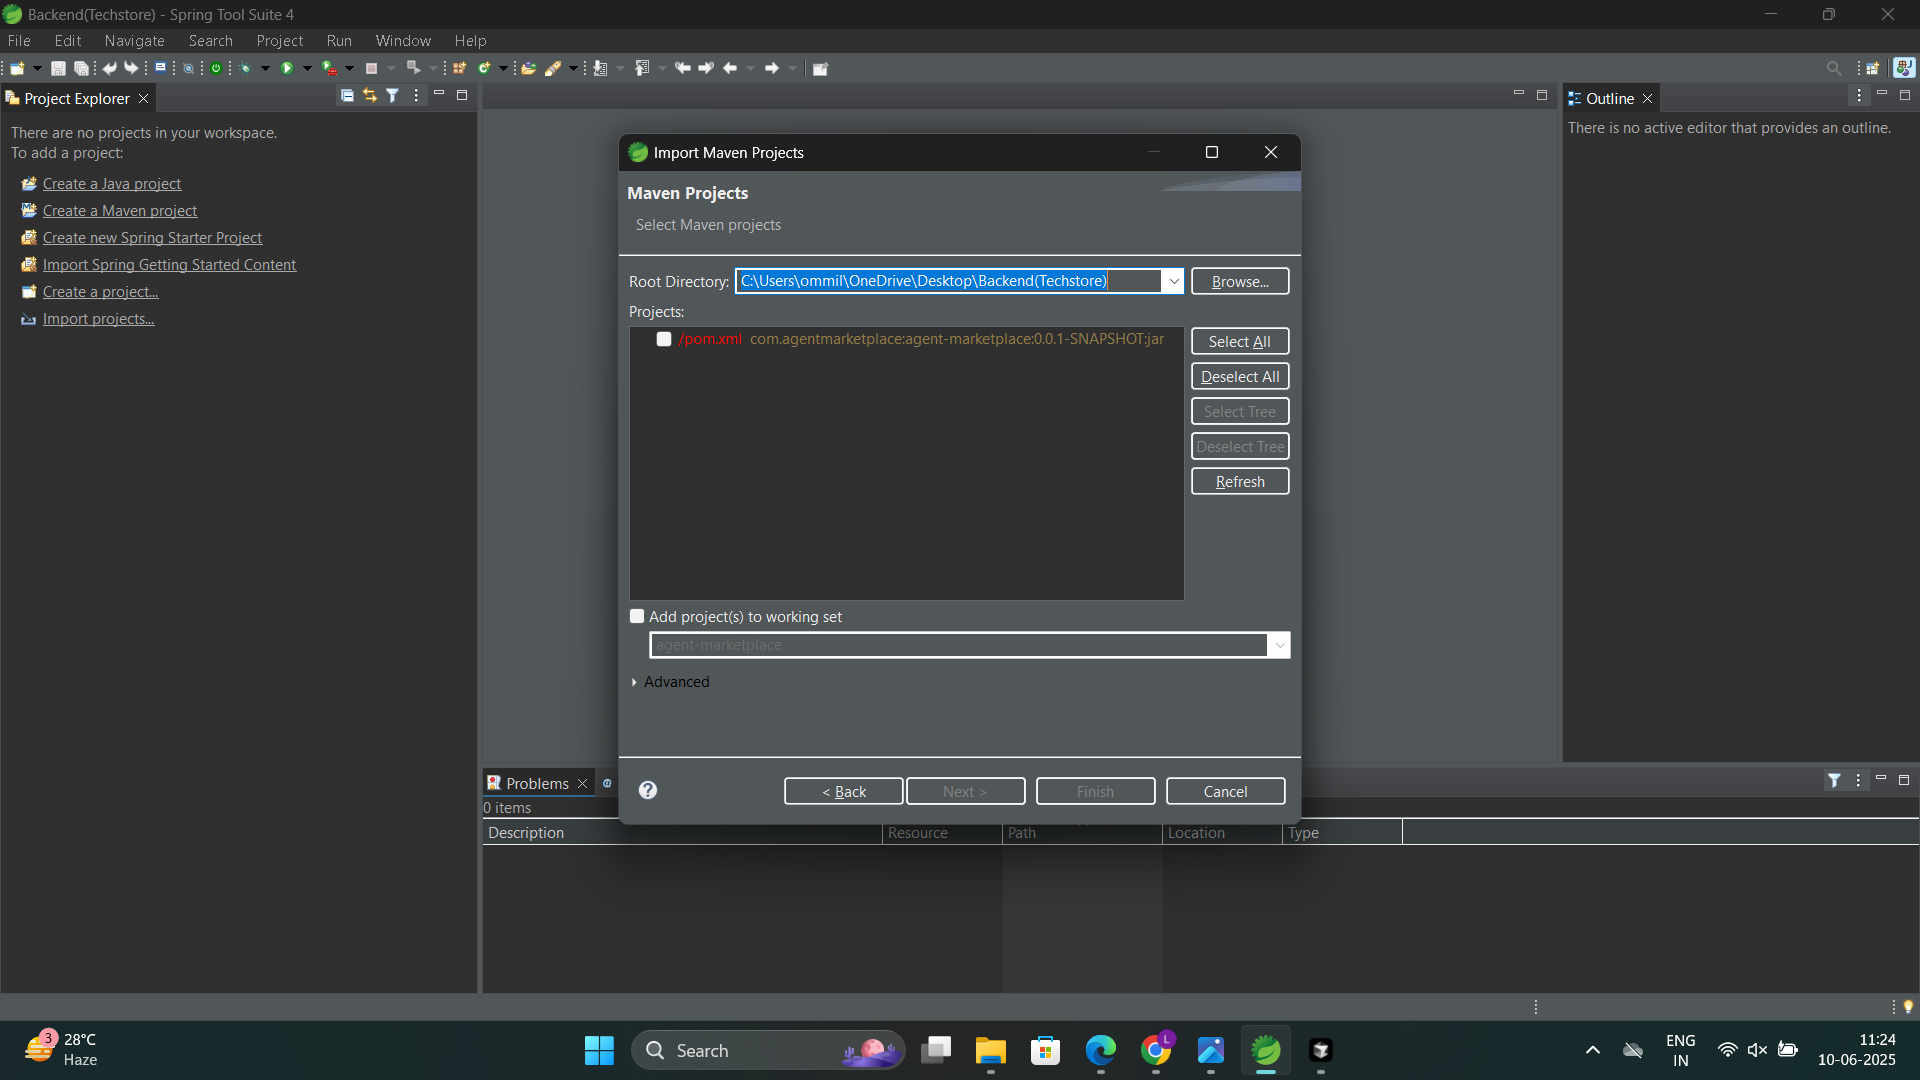 Backend(Techstore) - Spring Tool Suite 4
File Edit Navigate Search Project Run Window Help
Project Explorer
There are no projects in your workspace.
To add a project:
Create a Java project
Create a Maven project
Create new Spring Starter Project
Import Spring Getting Started Content
Create a project...
Import projects...
Import Maven Projects
Maven Projects
Select Maven projects
Root Directory: C:\Users\ommil\OneDrive\Desktop\Backend(Techstore) Browse...
Projects:
/pom.xml com.agentmarketplace:agent-marketplace:0.0.1-SNAPSHOT:jar
Select All
Deselect All
Select Tree
Deselect Tree
Refresh
Add project(s) to working set
agent-marketplace
Advanced
< Back Next > Finish Cancel
Outline
There is no active editor that provides an outline.
Problems
0 items
Description Resource Path Location Type
3
28°C
Haze
Search
L
ENG
IN
11:24
10-06-2025